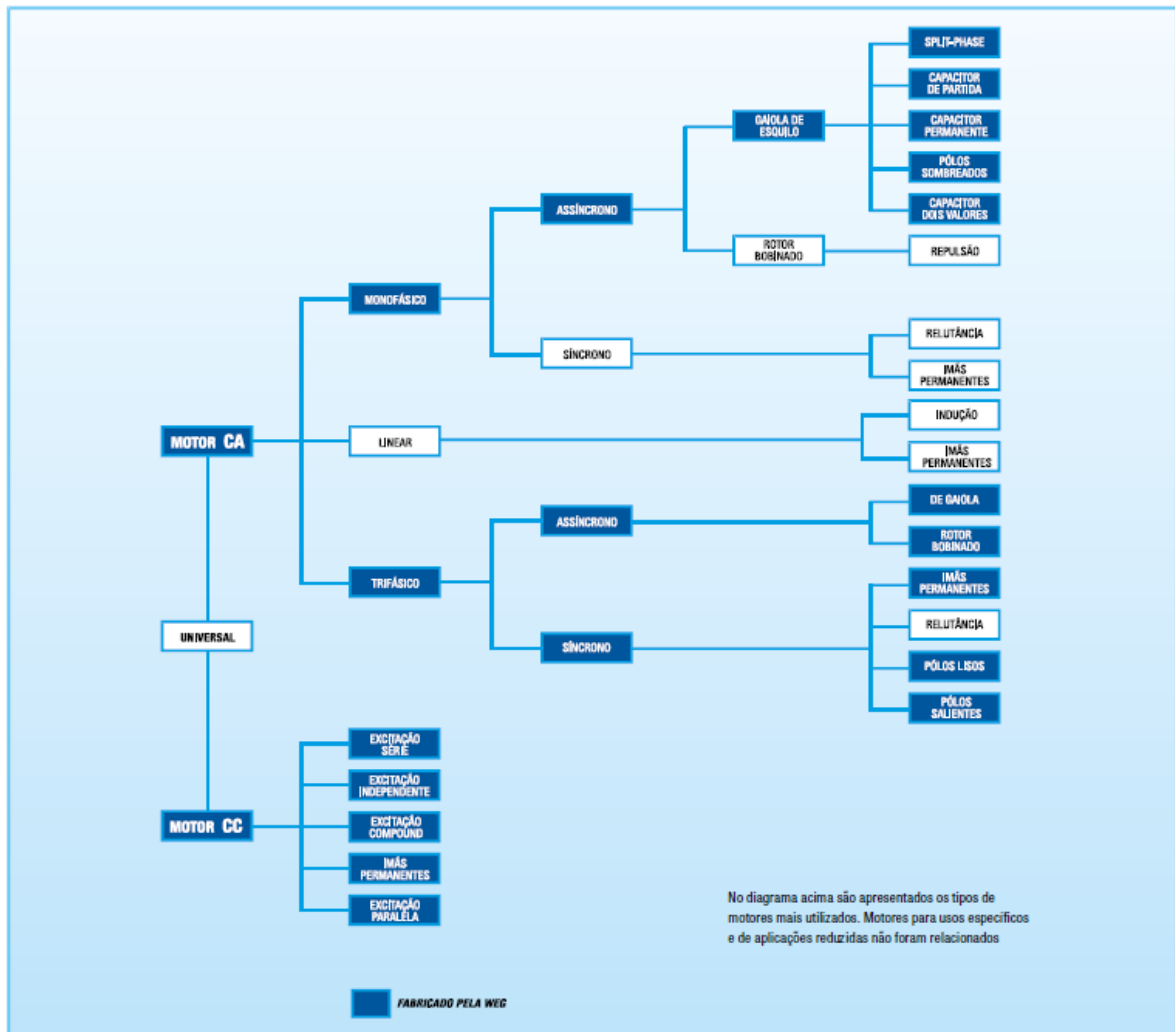 SPLIT-PHASE
CAPACITOR
DE PARTIDA
GAIOLA DE
ESQUILO
CAPACITOR
PERMANENTE
PÓLOS
SOMBREADOS
ASSÍNCRONO
CAPACITOR
DOIS VALORES
ROTOR
BOBINADO
REPULSÃO
MONOFÁSICO
RELUTÂNCIA
SÍNCRONO
IMÃS
PERMANENTES
INDUÇÃO
MOTOR CA
LINEAR
IMÃS
PERMANENTES
DE GAIOLA
ASSÍNCRONO
ROTOR
BOBINADO
TRIFÁSICO
IMÃS
PERMANENTES
RELUTÂNCIA
UNIVERSAL
SÍNCRONO
PÓLOS LISOS
PÓLOS
SALIENTES
EXCITAÇÃO
SÉRIE
EXCITAÇÃO
INDEPENDENTE
MOTOR CC
EXCITAÇÃO
COMPOUND
IMÃS
PERMANENTES
EXCITAÇÃO
PARALELA
No diagrama acima são apresentados os tipos de
motores mais utilizados. Motores para usos específicos
e de aplicações reduzidas não foram relacionados
FABRICADO PELA WEG